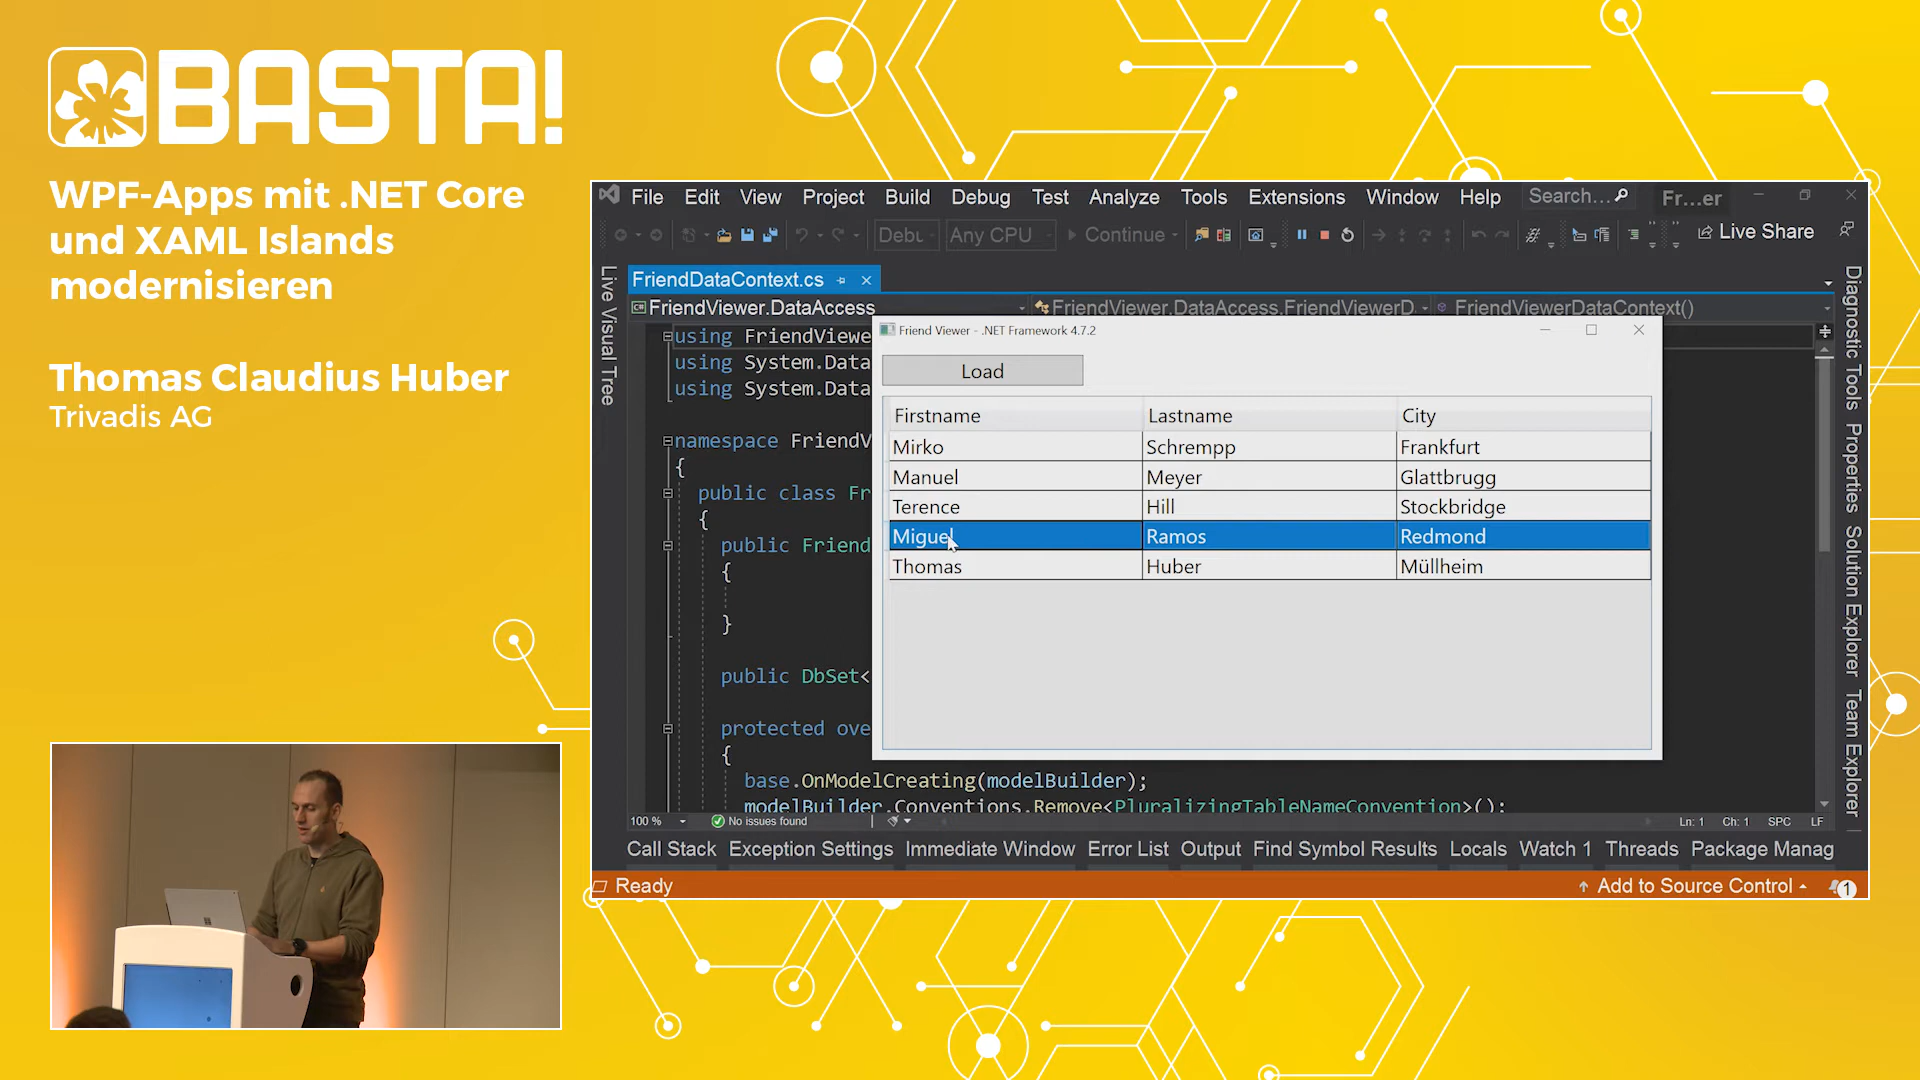 BASTA!
WPF-Apps mit .NET Core
und XAML Islands
modernisieren
Thomas Claudius Huber
Trivadis AG
File Edit View Project Build Debug Test Analyze Tools Extensions Window Help Search... Fr...er
Debu Any CPU Continue Live Share
Live Visual Tree
FriendDataContext.cs
FriendViewer.DataAccess FriendViewer.DataAccess.FriendViewerD FriendViewerDataContext()
using FriendViewe
using System.Data
using System.Data
namespace FriendV
{
public class Fr
{
public Friend
{
}
public DbSet<
protected ove
{
base.OnModelCreating(modelBuilder);
modelBuilder.Conventions.Remove<PluralizingTableNameConvention>();
Friend Viewer - .NET Framework 4.7.2
Load
Firstname Lastname City
Mirko Schrempp Frankfurt
Manuel Meyer Glattbrugg
Terence Hill Stockbridge
Miguel Ramos Redmond
Thomas Huber Müllheim
Diagnostic Tools
Properties
Solution Explorer
Team Explorer
100 % No issues found Ln: 1 Ch: 1 SPC LF
Call Stack Exception Settings Immediate Window Error List Output Find Symbol Results Locals Watch 1 Threads Package Manag
Ready Add to Source Control 1